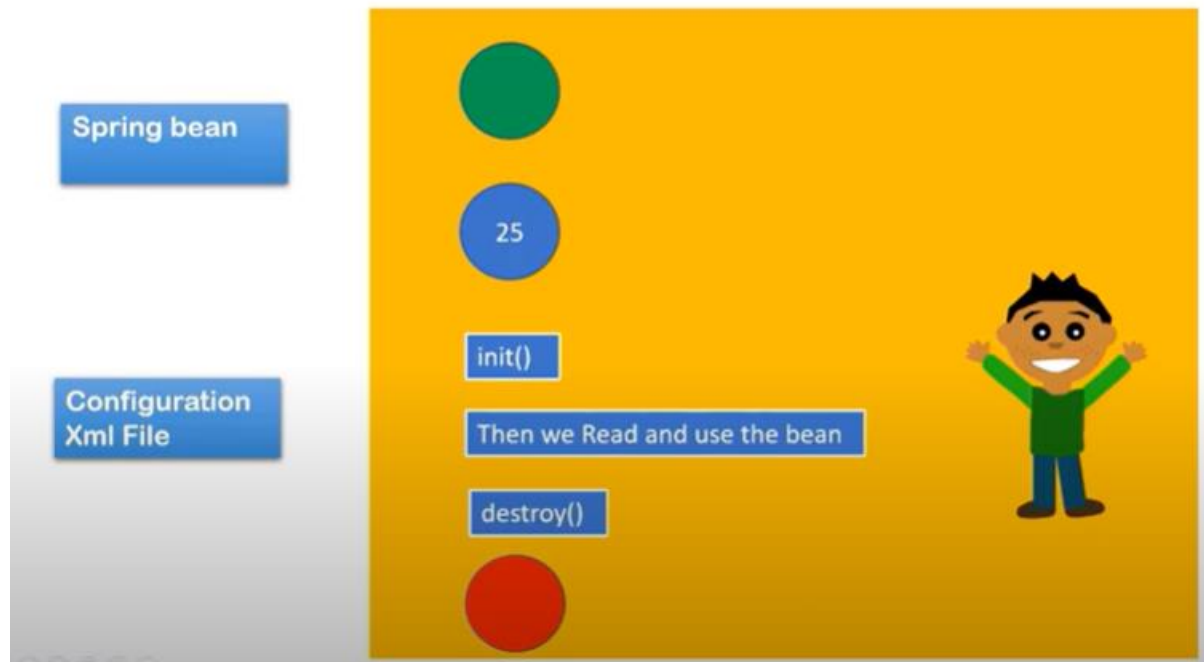 Spring bean
25
init()
Configuration
Xml File
Then we Read and use the bean
destroy()